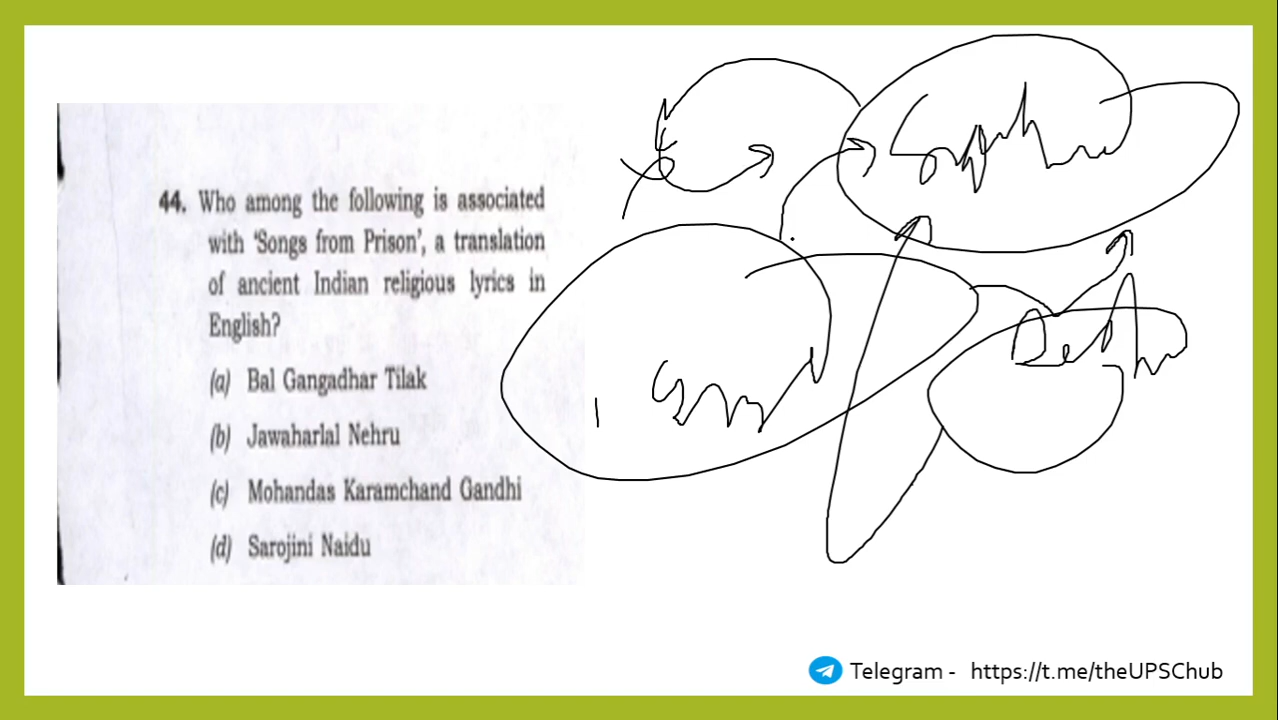 44. Who among the following is associated
with ‘Songs from Prison’, a translation
of ancient Indian religious lyrics in
English?
(a) Bal Gangadhar Tilak
(b) Jawaharlal Nehru
(c) Mohandas Karamchand Gandhi
(d) Sarojini Naidu
Telegram - https://t.me/theUPSChub